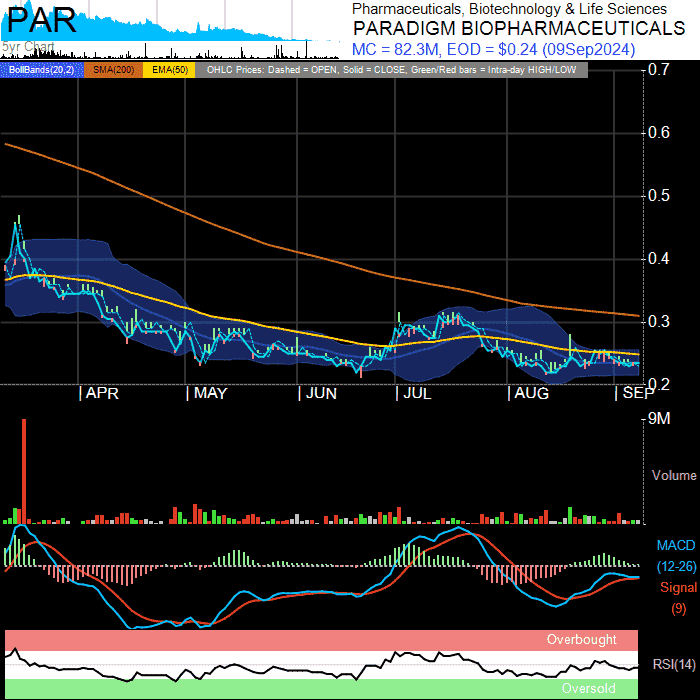 PAR
5yr Chart
Pharmaceuticals, Biotechnology & Life Sciences
PARADIGM BIOPHARMACEUTICALS
MC = 82.3M, EOD = $0.24 (09Sep2024)
BollBands(20,2) SMA(200) EMA(50) OHLC Prices: Dashed = OPEN, Solid = CLOSE, Green/Red bars = Intra-day HIGH/LOW
0.7
0.6
0.5
0.4
0.3
0.2
APR MAY JUN JUL AUG SEP
9M
Volume
MACD
(12-26)
Signal
(9)
Overbought
RSI(14)
Oversold